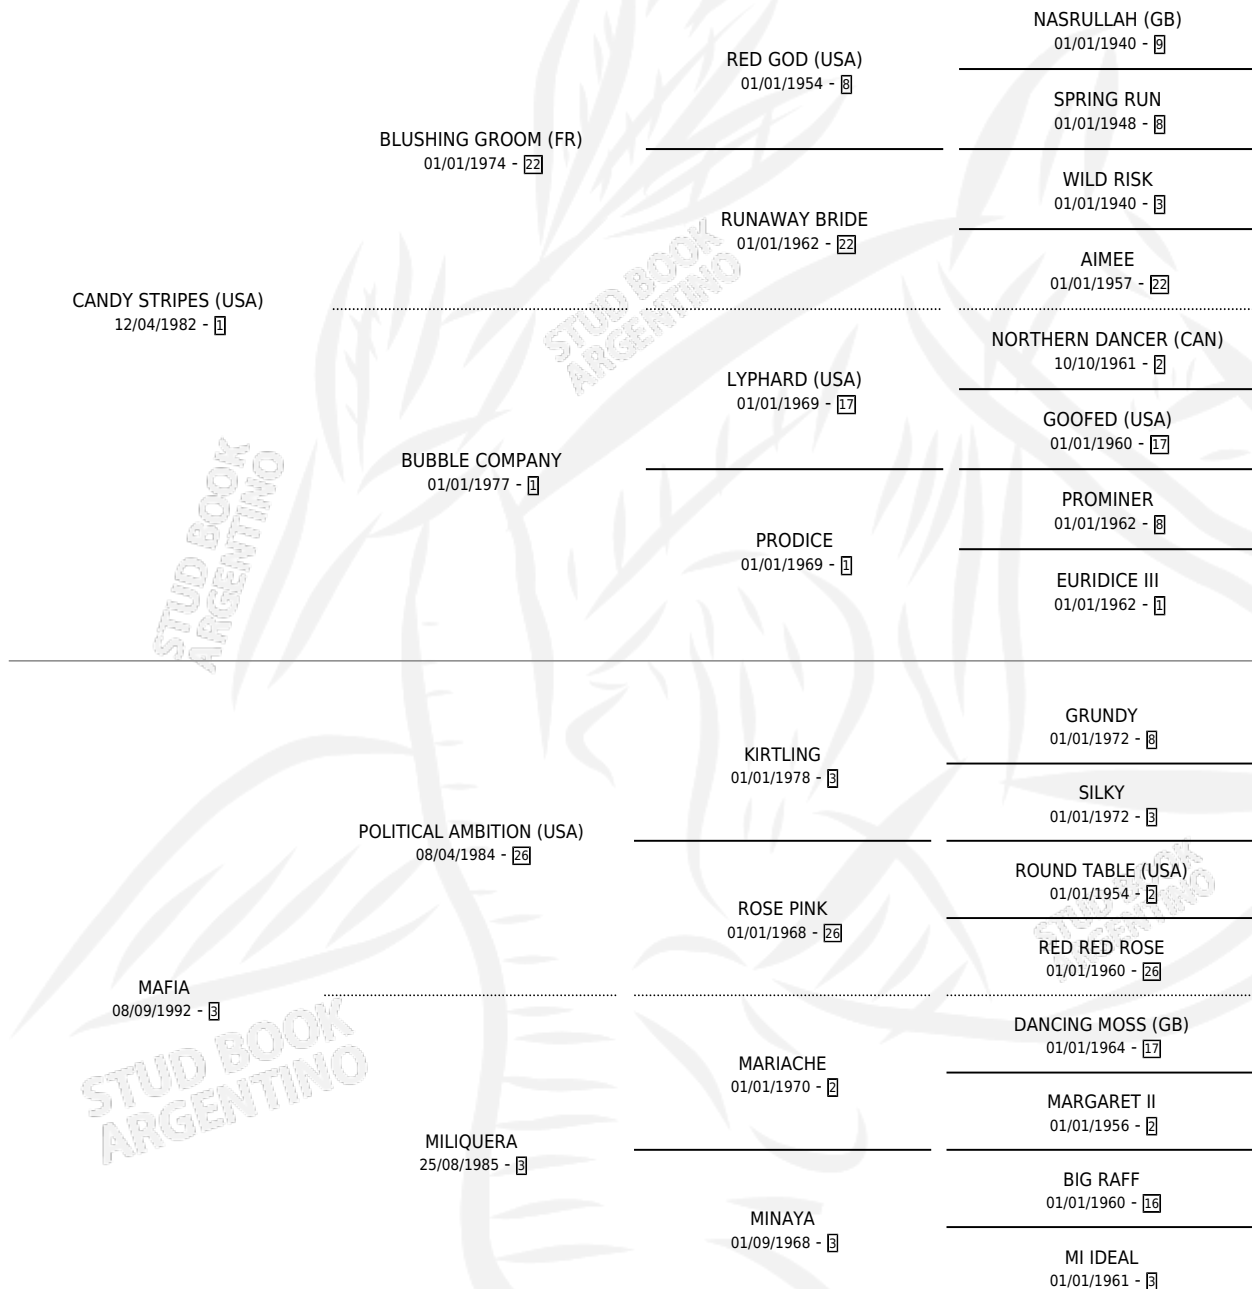 NASRULLAH (GB)
01/01/1940 - 9
RED GOD (USA)
01/01/1954 - 8
SPRING RUN
01/01/1948 - 8
BLUSHING GROOM (FR)
01/01/1974 - 22
WILD RISK
01/01/1940 - 3
RUNAWAY BRIDE
01/01/1962 - 22
AIMEE
01/01/1957 - 22
CANDY STRIPES (USA)
12/04/1982 - 1
NORTHERN DANCER (CAN)
10/10/1961 - 2
LYPHARD (USA)
01/01/1969 - 17
GOOFED (USA)
01/01/1960 - 17
BUBBLE COMPANY
01/01/1977 - 1
PROMINER
01/01/1962 - 8
PRODICE
01/01/1969 - 1
EURIDICE III
01/01/1962 - 1
GRUNDY
01/01/1972 - 8
KIRTLING
01/01/1978 - 3
SILKY
01/01/1972 - 3
POLITICAL AMBITION (USA)
08/04/1984 - 26
ROUND TABLE (USA)
01/01/1954 - 2
ROSE PINK
01/01/1968 - 26
RED RED ROSE
01/01/1960 - 26
MAFIA
08/09/1992 - 3
DANCING MOSS (GB)
01/01/1964 - 17
MARIACHE
01/01/1970 - 2
MARGARET II
01/01/1956 - 2
MILIQUERA
25/08/1985 - 3
BIG RAFF
01/01/1960 - 16
MINAYA
01/09/1968 - 3
MI IDEAL
01/01/1961 - 3
STUD BOOK
ARGENTINO
STUD BOOK
ARGENTINO
STUD BOOK
ARGENTINO
STUD BOOK
ARGENTINO